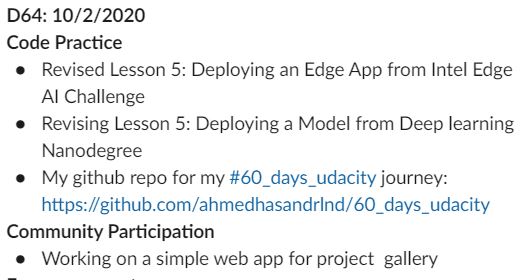 D64: 10/2/2020
Code Practice
● Revised Lesson 5: Deploying an Edge App from Intel Edge
AI Challenge
● Revising Lesson 5: Deploying a Model from Deep learning
Nanodegree
● My github repo for my #60_days_udacity journey:
https://github.com/ahmedhasandrlnd/60_days_udacity
Community Participation
● Working on a simple web app for project gallery